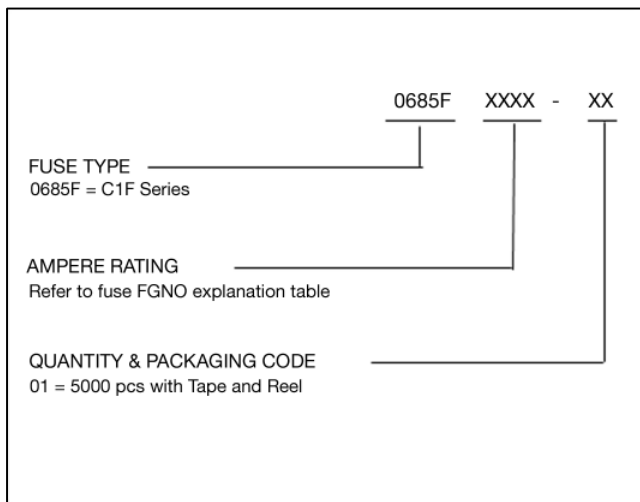 0685F XXXX - XX
FUSE TYPE
0685F = C1F Series
AMPERE RATING
Refer to fuse FGNO explanation table
QUANTITY & PACKAGING CODE
01 = 5000 pcs with Tape and Reel